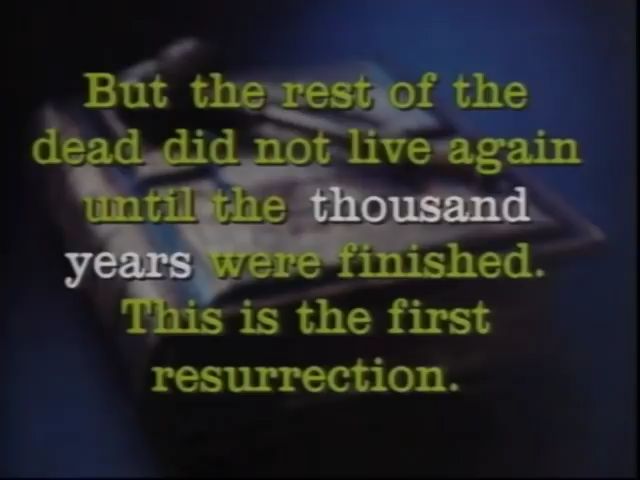 But the rest of the
dead did not live again
until the thousand
years were finished.
This is the first
resurrection.